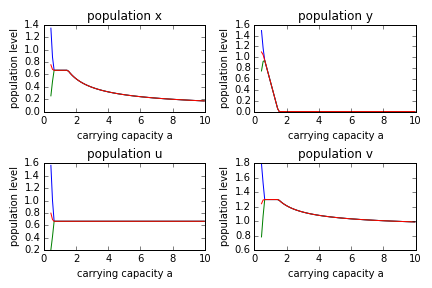 population x
population y
population level
1.4
1.2
1.0
0.8
0.6
0.4
0.2
0.0
0 2 4 6 8 10
carrying capacity a
population level
1.6
1.4
1.2
1.0
0.8
0.6
0.4
0.2
0.0
0 2 4 6 8 10
carrying capacity a
population u
population v
population level
1.6
1.4
1.2
1.0
0.8
0.6
0.4
0.2
0 2 4 6 8 10
carrying capacity a
population level
1.8
1.6
1.4
1.2
1.0
0.8
0.6
0 2 4 6 8 10
carrying capacity a